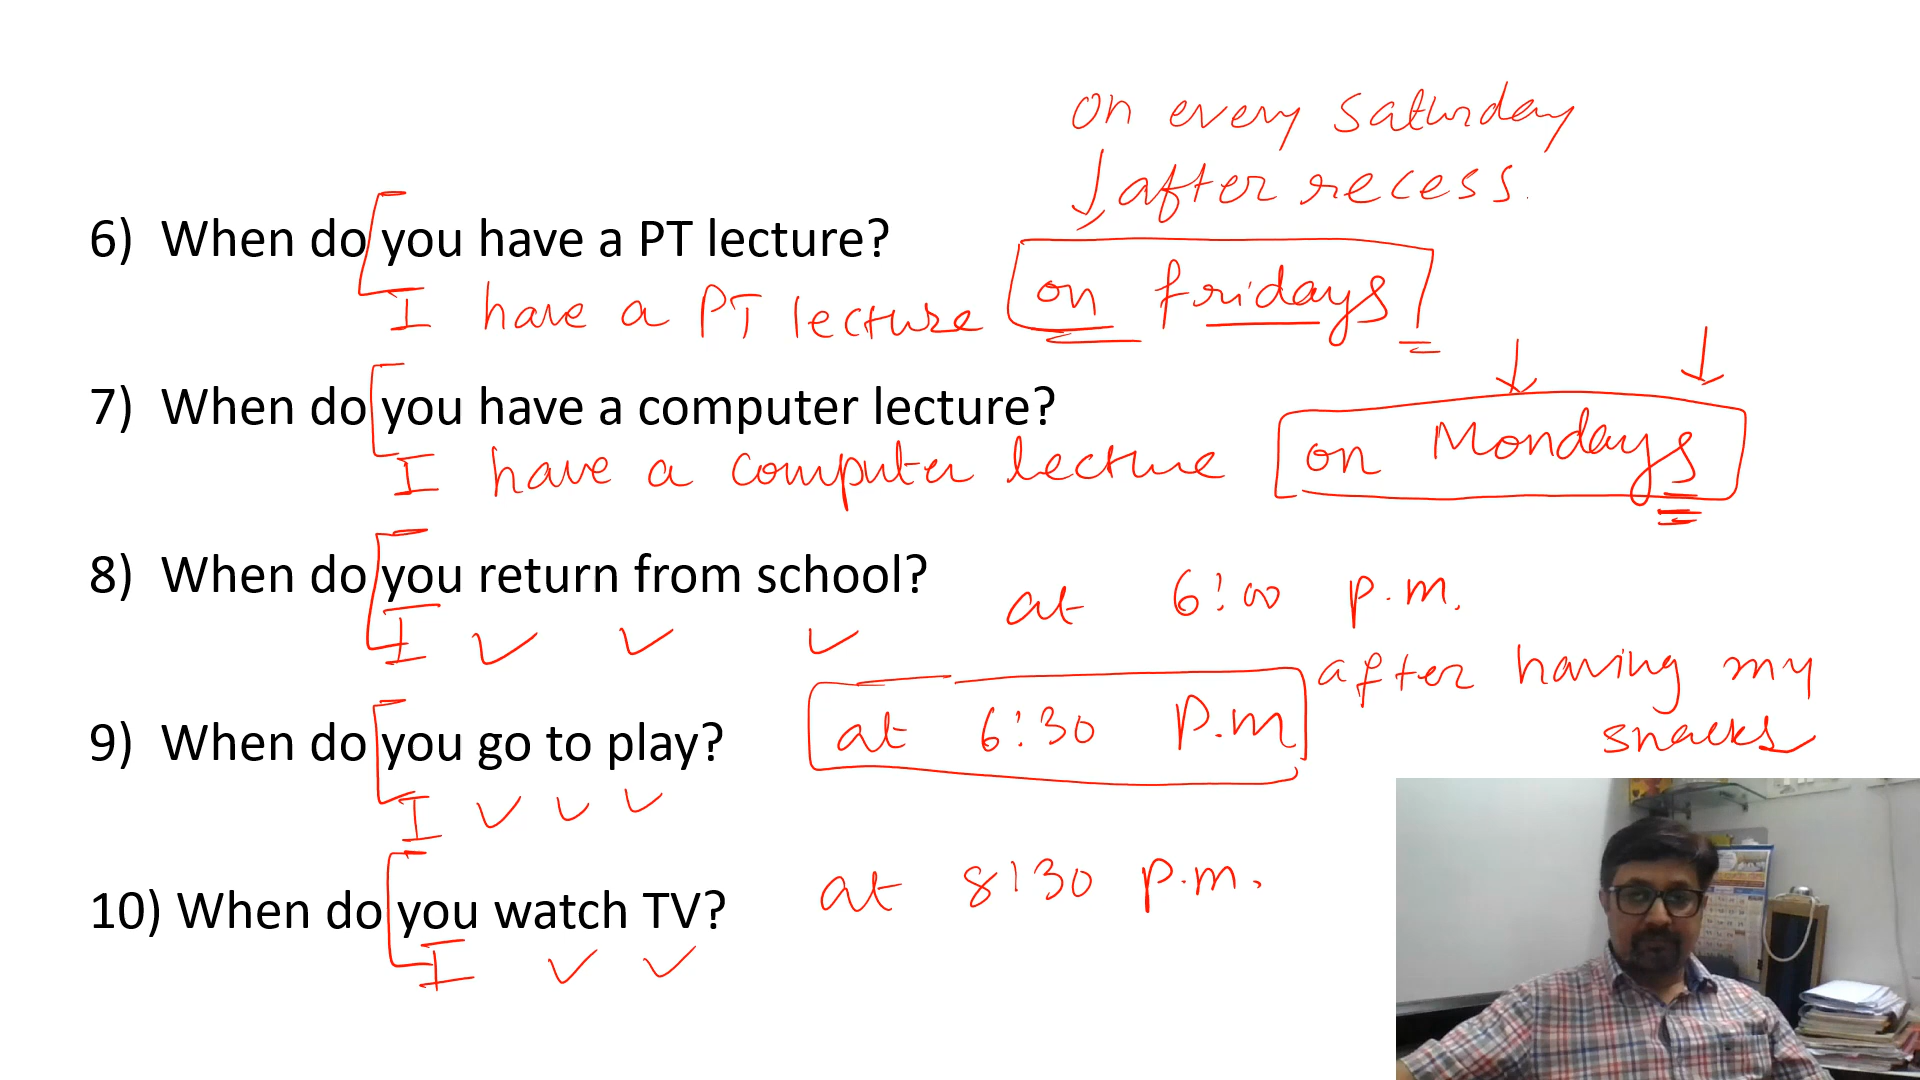 on every saturday
after recess.
6) When do you have a PT lecture?
I have a PT lecture on fridays
7) When do you have a computer lecture?
I have a computer lecture on Mondays
8) When do you return from school?
I
at 6:00 p.m.
after having my
snacks
9) When do you go to play?
I
at 6:30 P.m
10) When do you watch TV?
I
at 8:30 p.m.